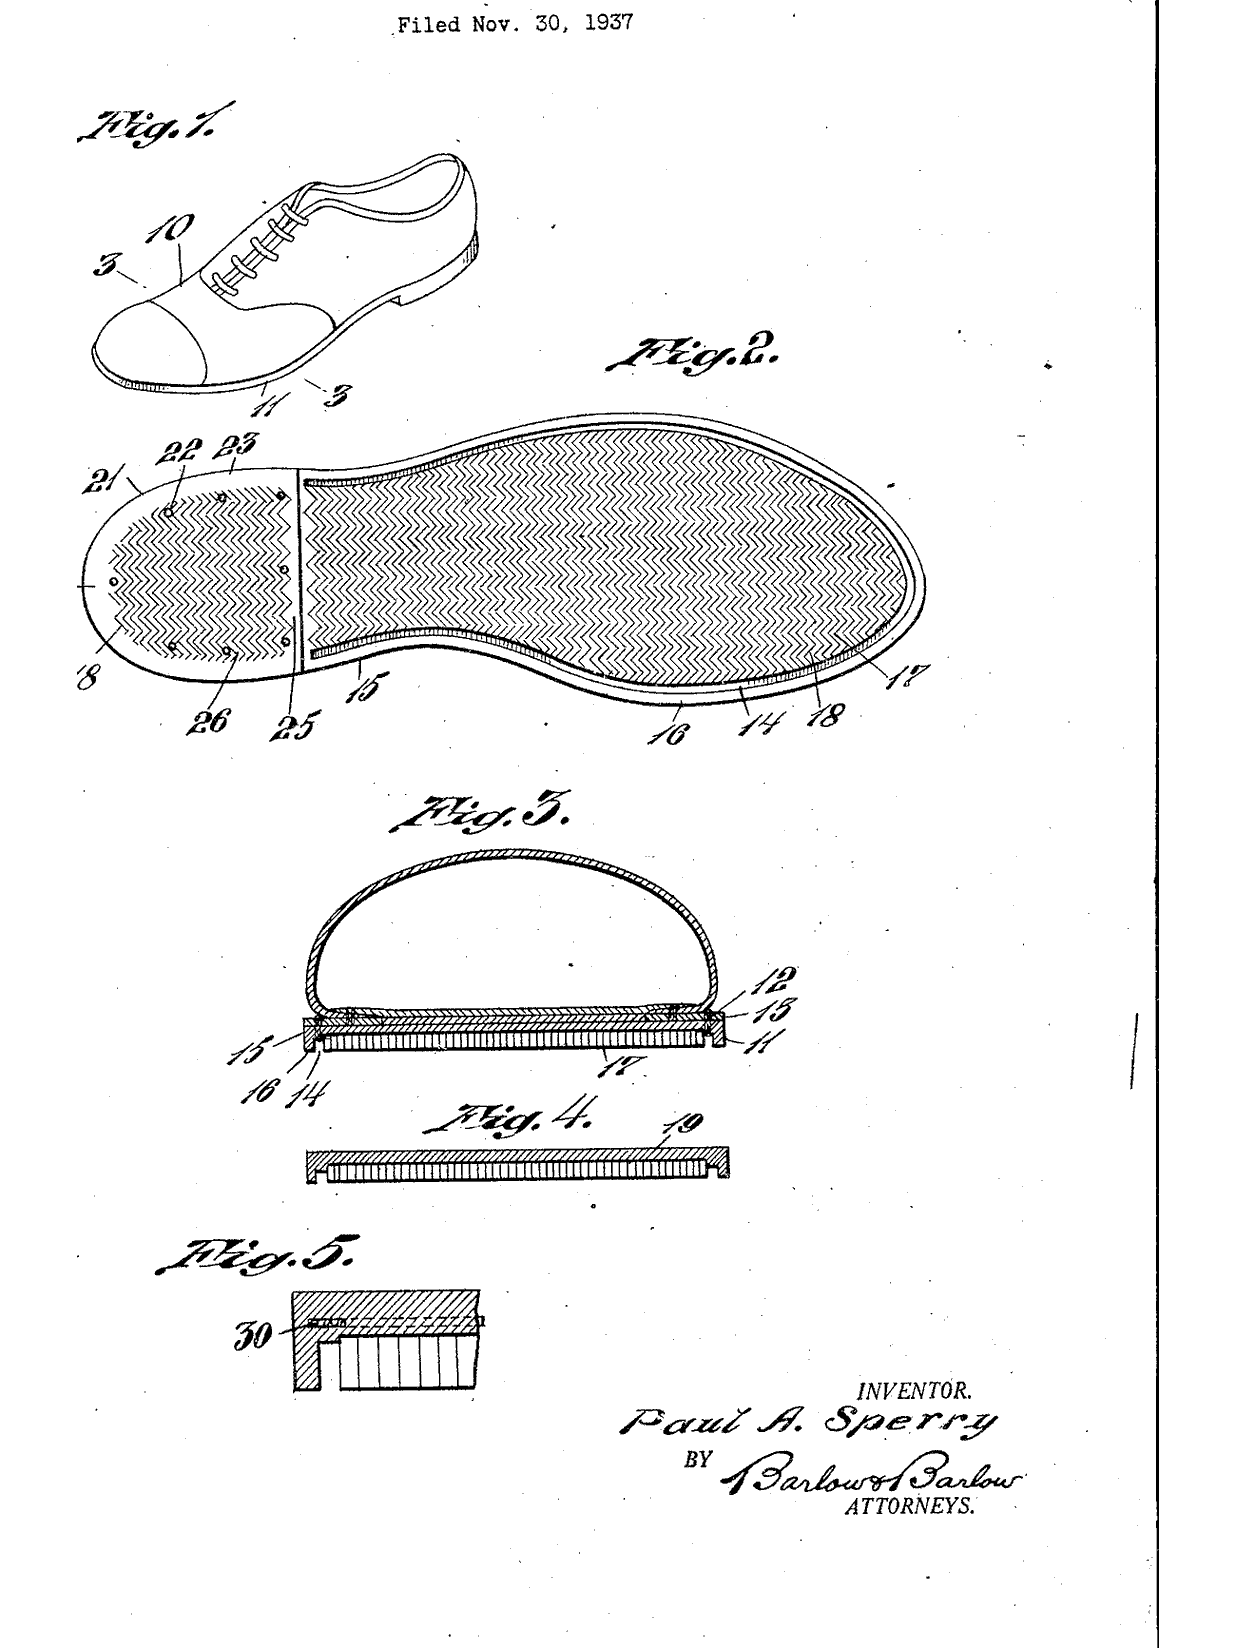 Filed Nov. 30, 1937
Fig. 1.
10
3
3
11
Fig. 2.
22 23
21
18
26
25
15
16
14
18
17
Fig. 3.
12
13
11
15
16
14
17
Fig. 4.
19
Fig. 5.
30
INVENTOR.
Paul A. Sperry
BY
Barlow & Barlow
ATTORNEYS.